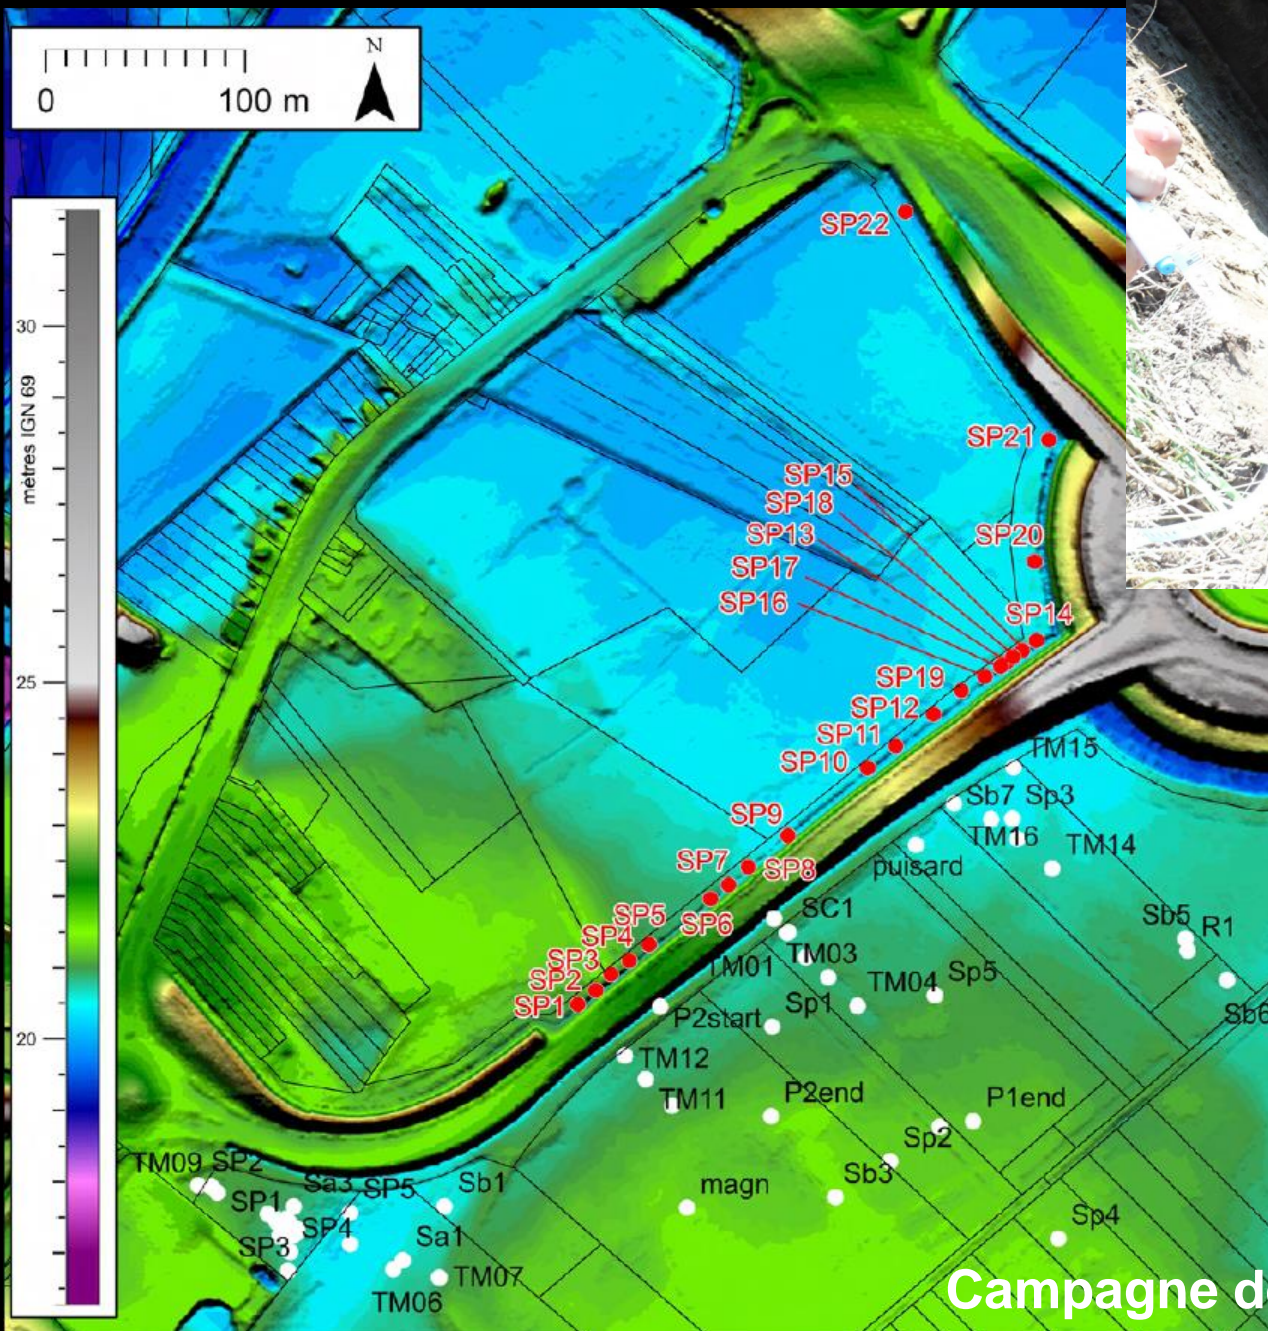 N
0 100 m
mètres IGN 69
30
25
20
SP22
SP21
SP15
SP18
SP20
SP13
SP17
SP16
SP14
SP19
SP12
SP11
SP10
SP9
SP7
SP8
SP5
SP6
SP4
SP3
SP2
SP1
TM15
Sb7 Sp3
TM16
TM14
puisard
SC1
Sb5
R1
TM03
TM01
TM04
Sp5
Sp1
P2start
Sb6
TM12
TM11
P2end
P1end
Sp2
Sb3
magn
Sp4
TM09
SP2
SP1
Sa3
SP5
Sb1
SP4
SP3
Sa1
TM07
TM06
Campagne d